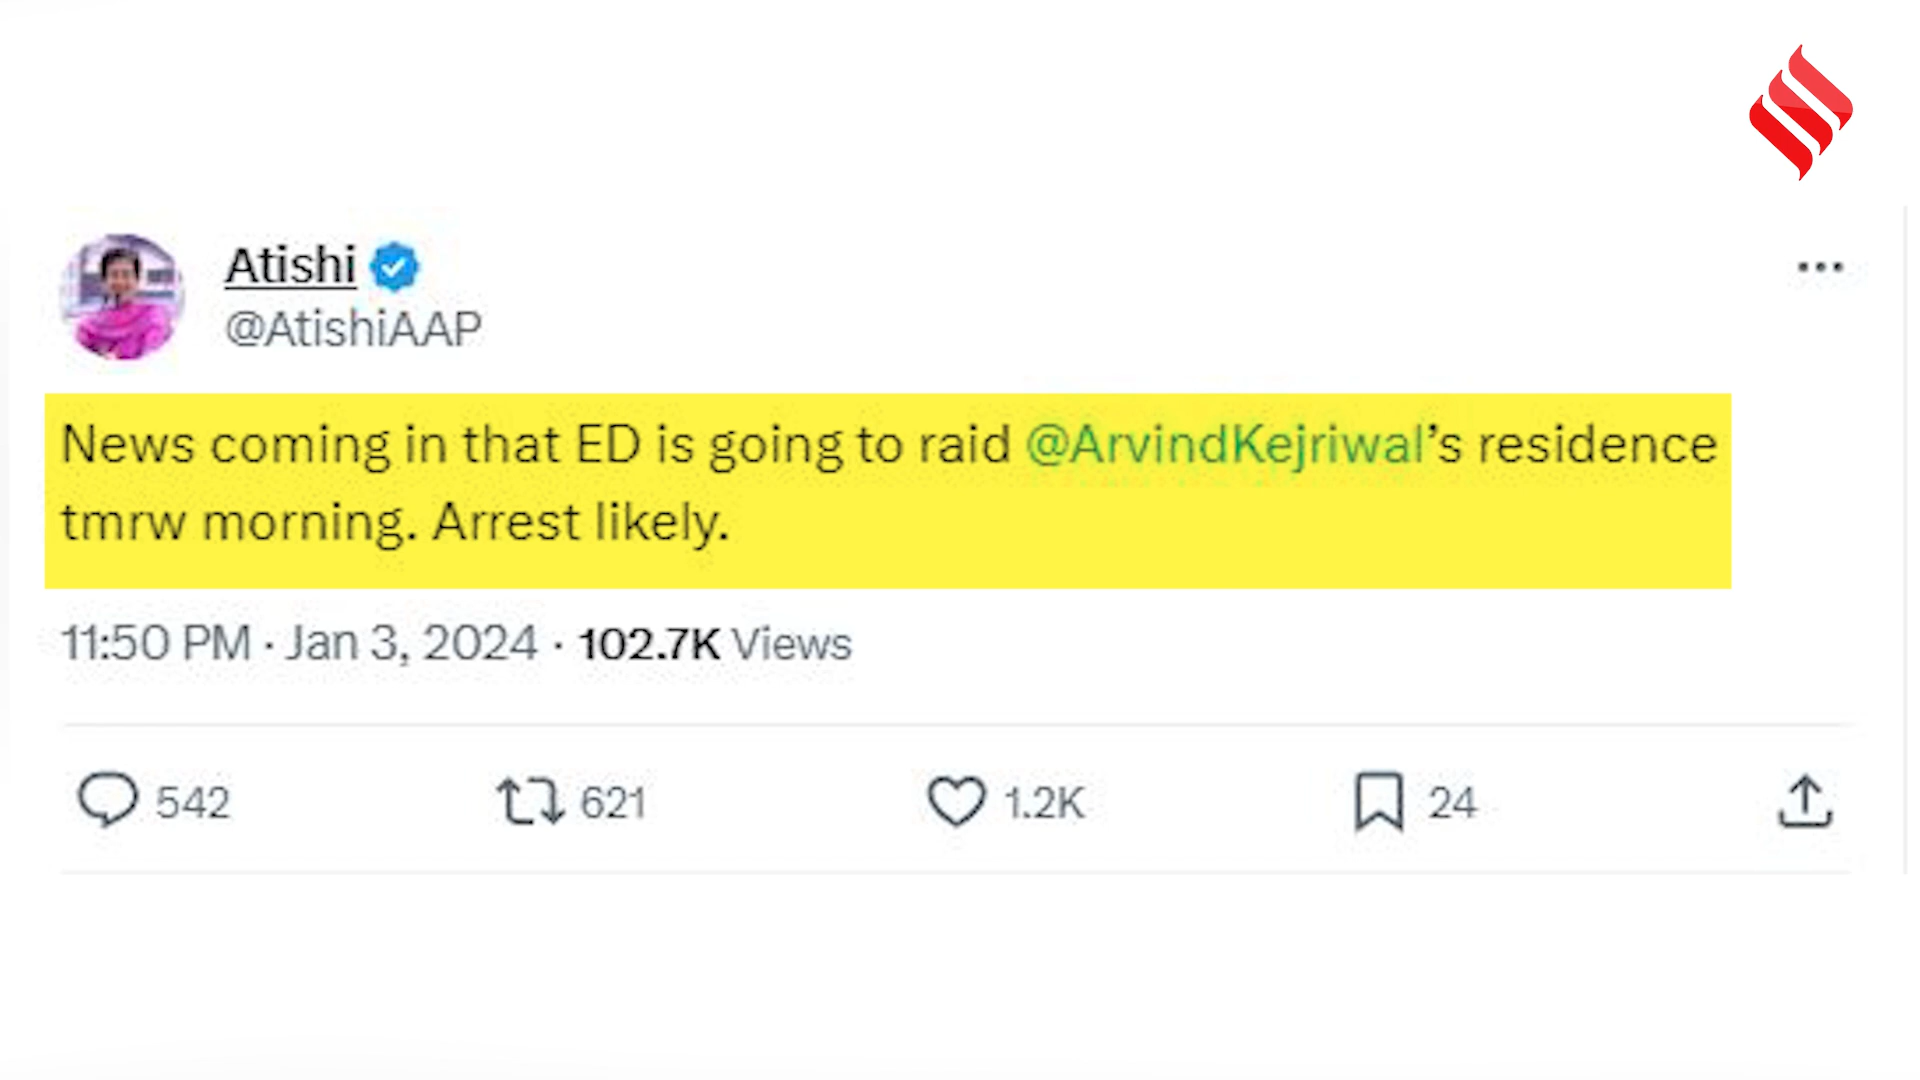 Atishi
@AtishiAAP
News coming in that ED is going to raid @ArvindKejriwal's residence
tmrw morning. Arrest likely.
11:50 PM · Jan 3, 2024 · 102.7K Views
542 621 1.2K 24